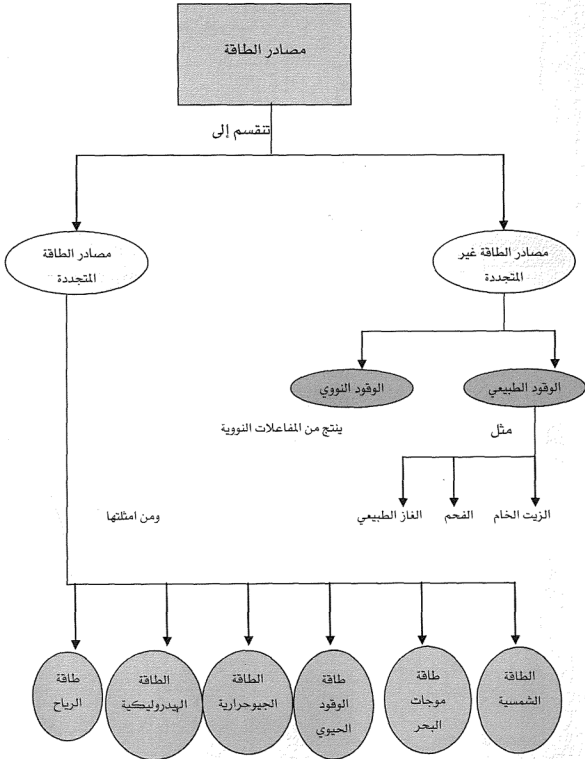 مصادر الطاقة
تنقسم إلى
مصادر الطاقة غير
المتجددة
مصادر الطاقة
المتجددة
الوقود الطبيعي
الوقود النووي
مثل
ينتج من المفاعلات النووية
الزيت الخام
الفحم
الغاز الطبيعي
ومن امثلتها
الطاقة
الشمسية
طاقة
موجات
البحر
طاقة
الوقود
الحيوي
الطاقة
الجيوحرارية
الطاقة
الهيدروليكية
طاقة
الرياح